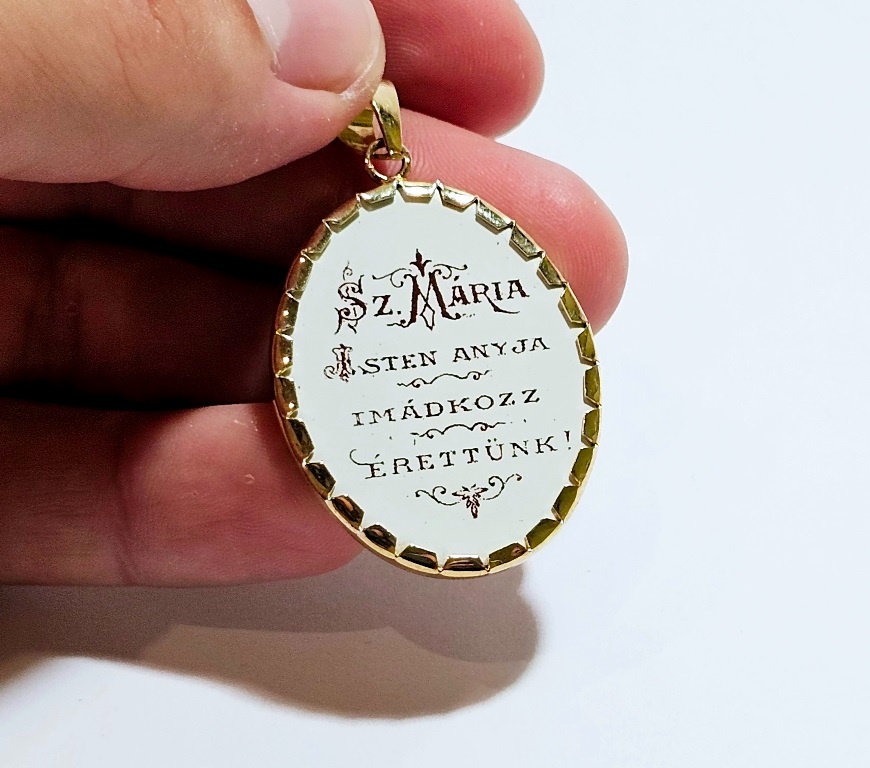 Sz. Mária
Isten anyja
imádkozz
érettünk!